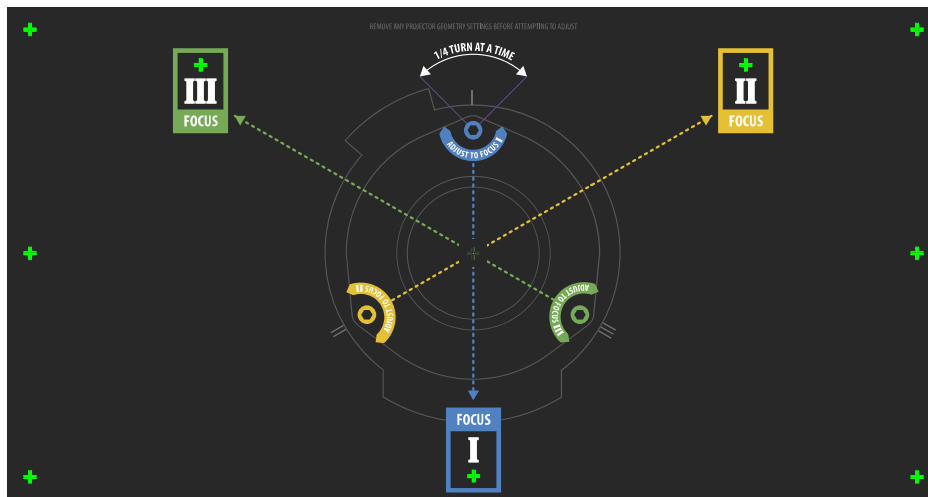 REMOVE ANY PROJECTOR GEOMETRY SETTINGS BEFORE ATTEMPTING TO ADJUST
1/4 TURN AT A TIME
III
FOCUS
II
FOCUS
ADJUST TO FOCUS I
ADJUST TO FOCUS II
ADJUST TO FOCUS III
FOCUS
I